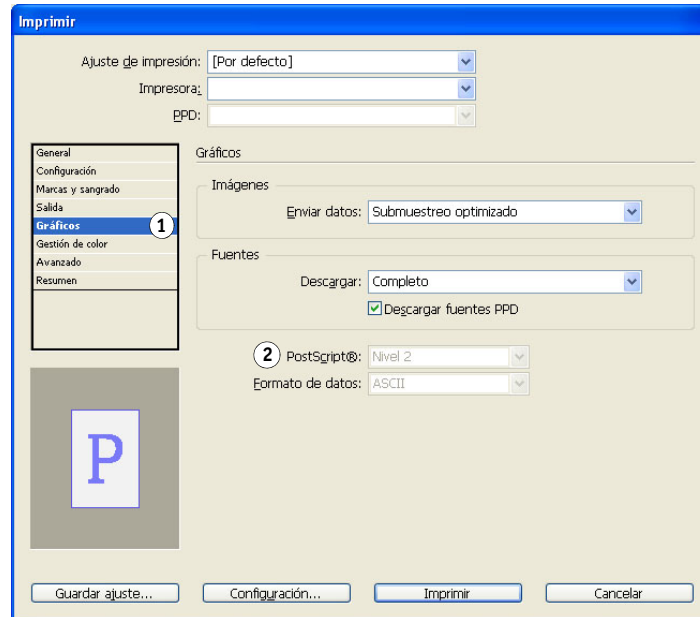 Imprimir
Ajuste de impresión: [Por defecto]
Impresora:
PPD:
General
Configuración
Marcas y sangrado
Salida
Gráficos 1
Gestión de color
Avanzado
Resumen
Gráficos
Imágenes
Enviar datos: Submuestreo optimizado
Fuentes
Descargar: Completo
Descargar fuentes PPD
2 PostScript®: Nivel 2
Formato de datos: ASCII
P
Guardar ajuste... Configuración... Imprimir Cancelar